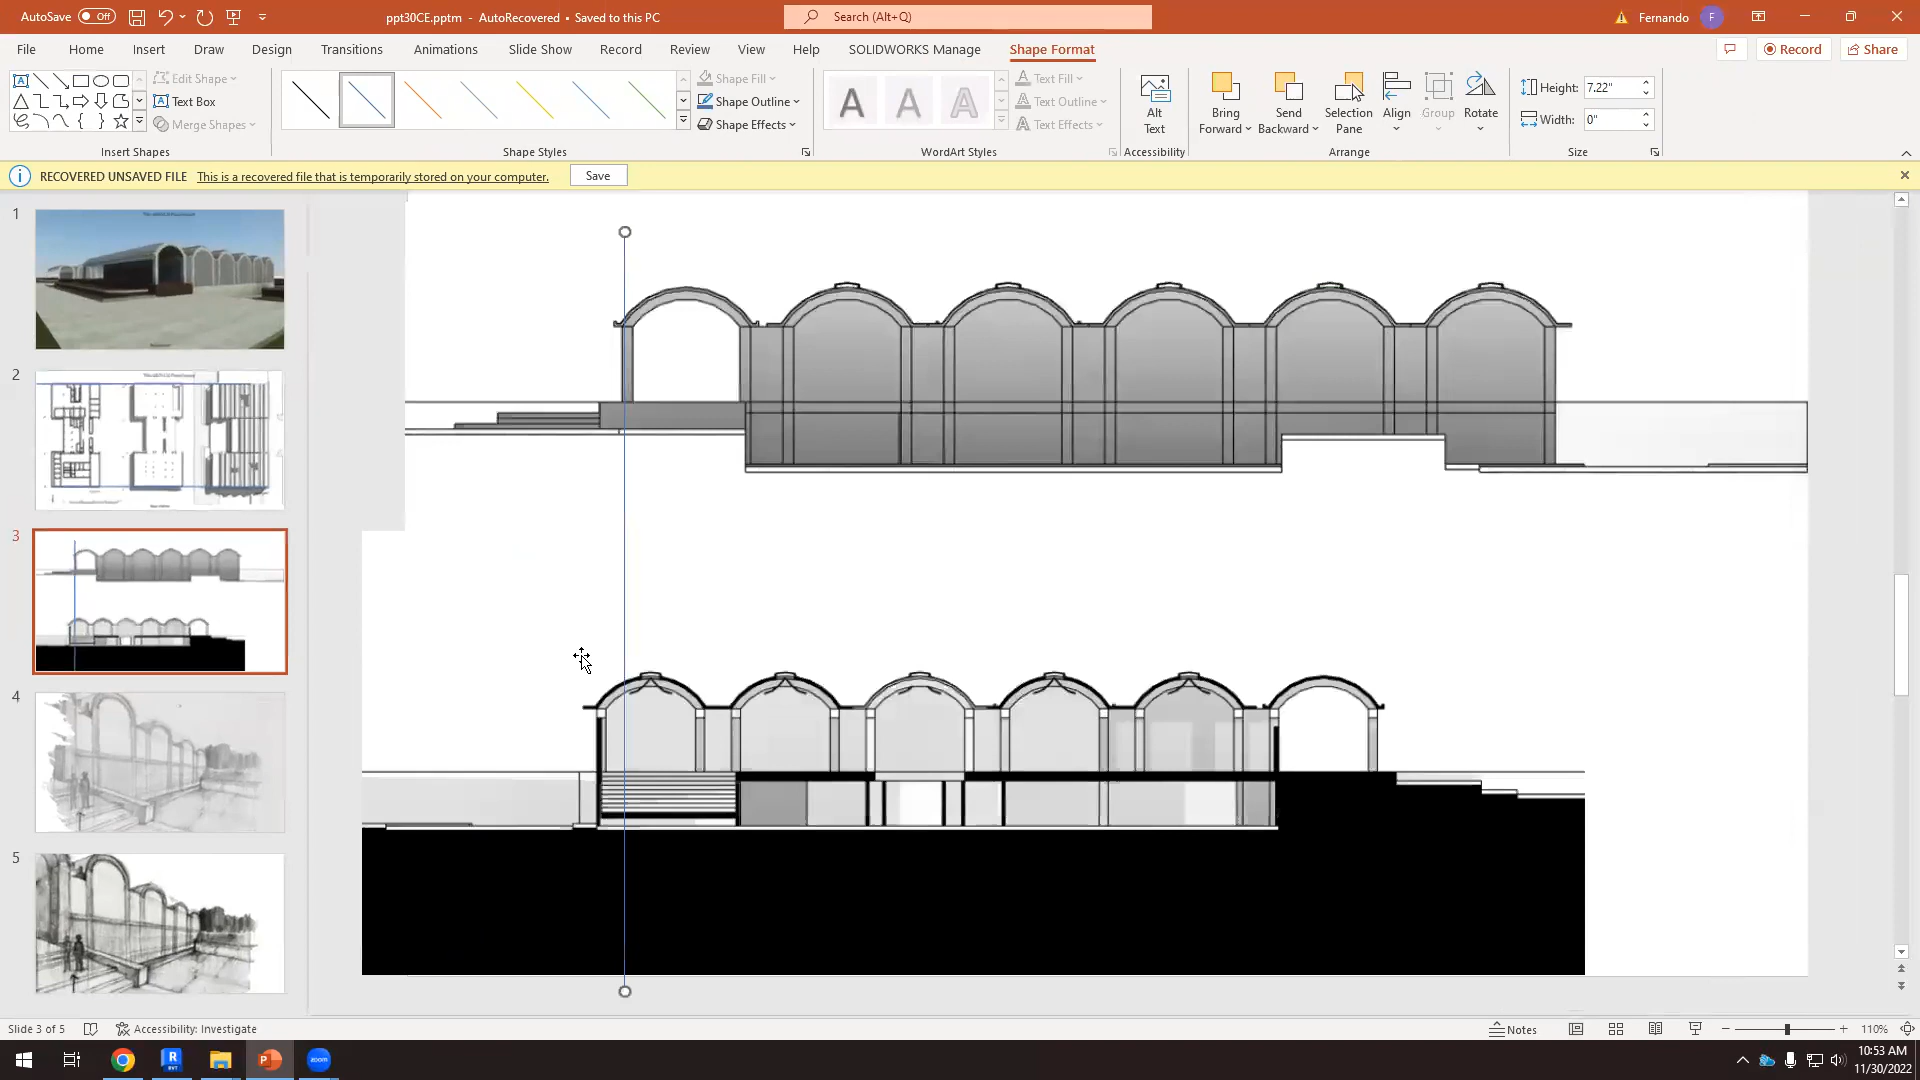 AutoSave Off ppt30CE.pptm - AutoRecovered • Saved to this PC Search (Alt+Q) Fernando F
File Home Insert Draw Design Transitions Animations Slide Show Record Review View Help SOLIDWORKS Manage Shape Format Record Share
Edit Shape Shape Fill Text Fill Height: 7.22"
Text Box Shape Outline Text Outline Width: 0"
Merge Shapes Shape Effects Text Effects
A A A
Alt Text
Bring Forward
Send Backward
Selection Pane
Align
Group
Rotate
Insert Shapes Shape Styles WordArt Styles Accessibility Arrange Size
RECOVERED UNSAVED FILE This is a recovered file that is temporarily stored on your computer. Save
1
2
3
4
5
Slide 3 of 5 Accessibility: Investigate Notes 110%
R
RVT
P
zoom
10:53 AM
11/30/2022